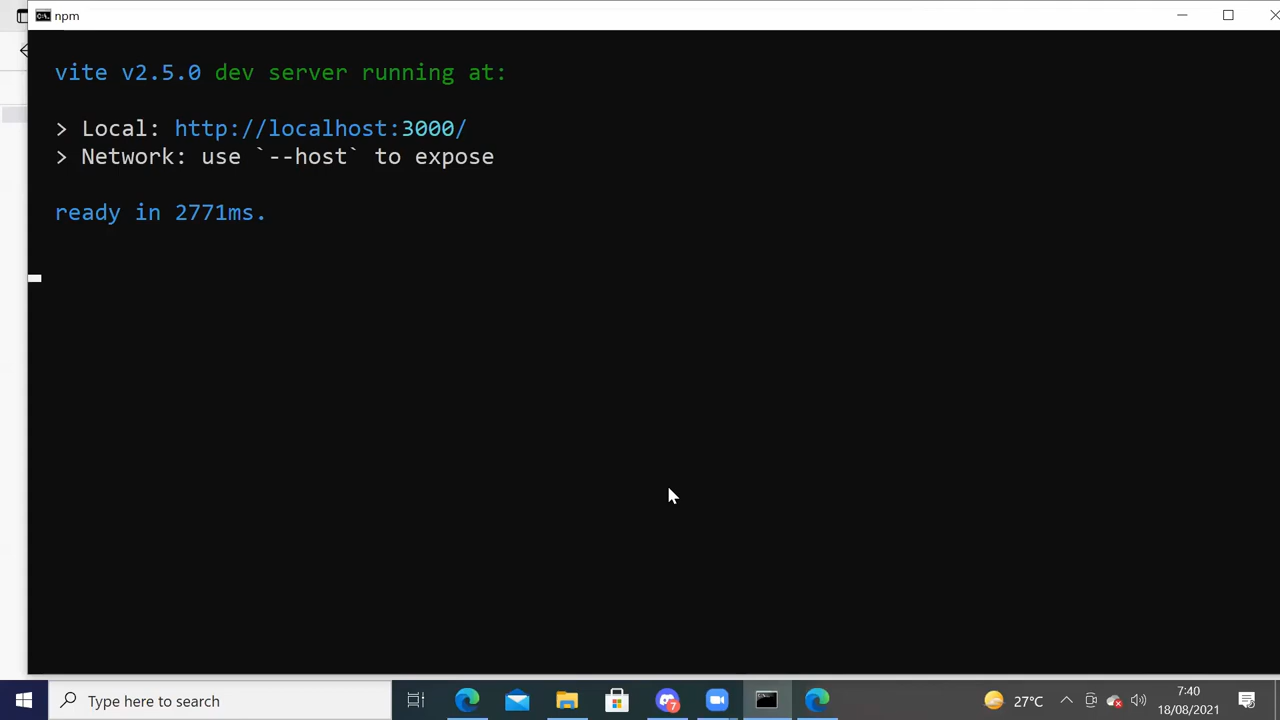 npm
vite v2.5.0 dev server running at:
> Local: http://localhost:3000/
> Network: use `--host` to expose
ready in 2771ms.
Type here to search
7
27°C
7:40
18/08/2021